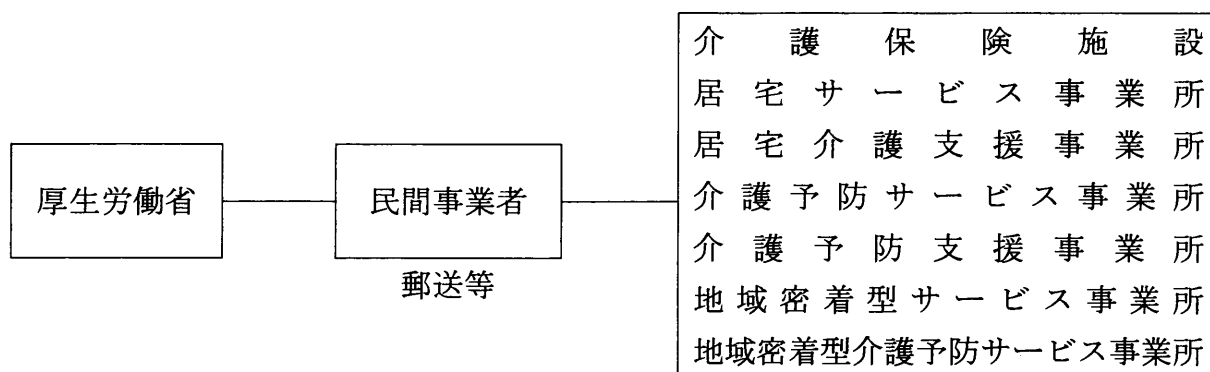 厚生労働省
民間事業者
郵送等
介護保険施設
居宅サービス事業所
居宅介護支援事業所
介護予防サービス事業所
介護予防支援事業所
地域密着型サービス事業所
地域密着型介護予防サービス事業所